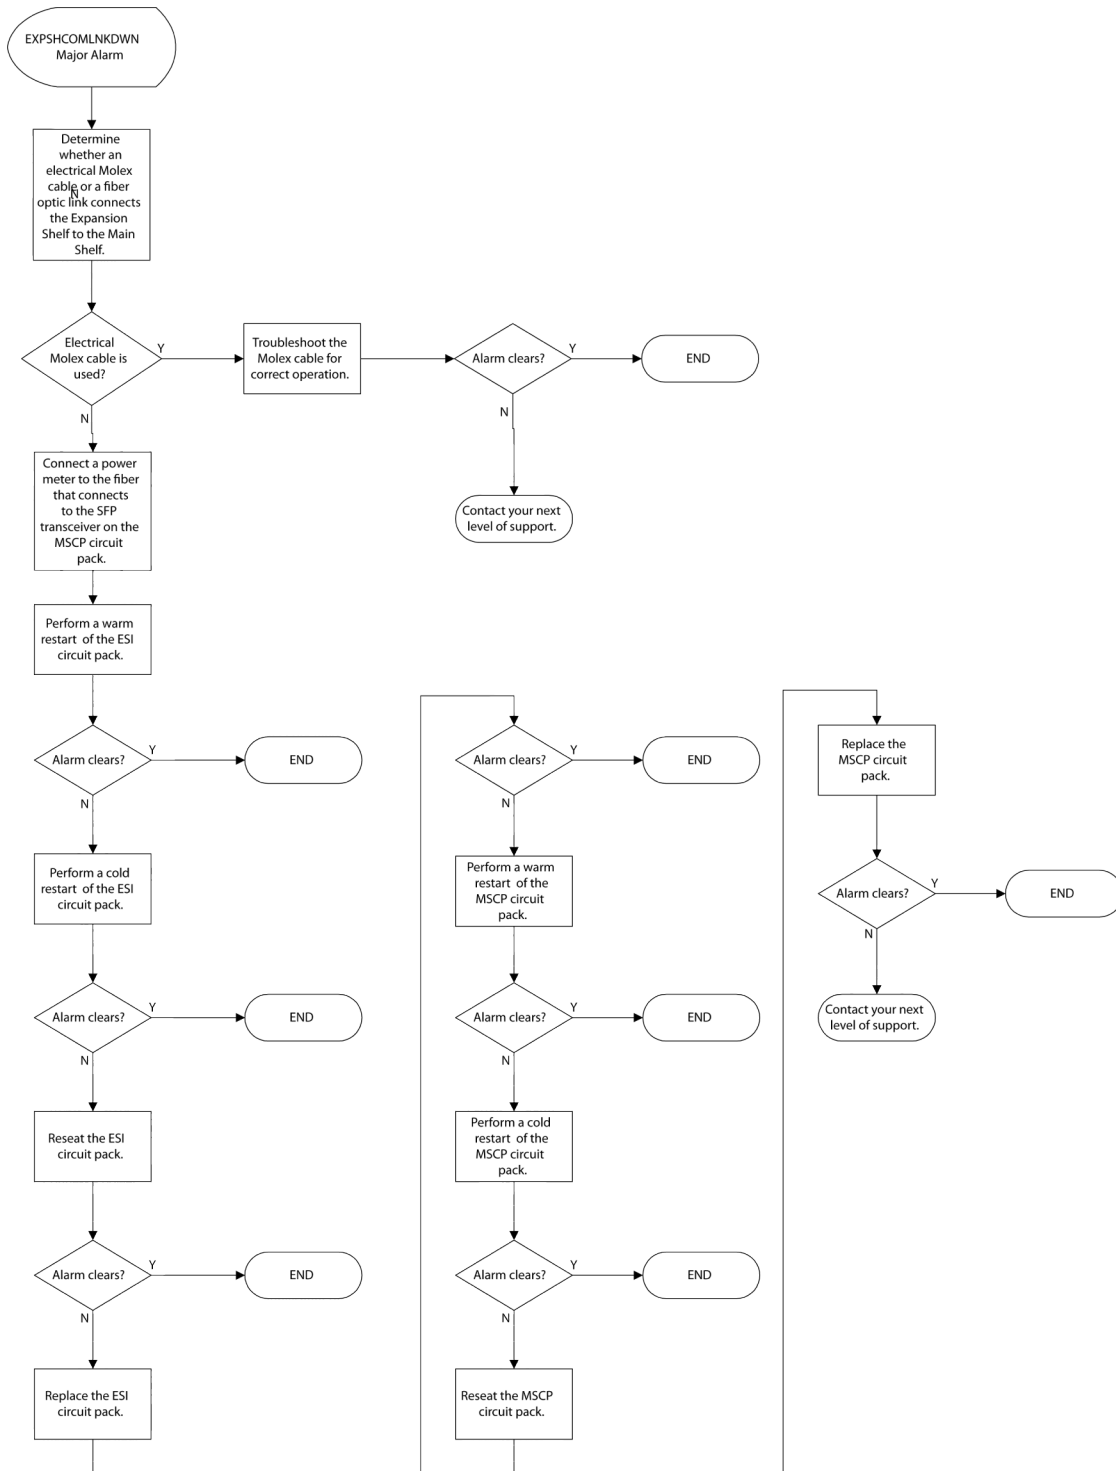 EXPSHCOMLNKDWN
Major Alarm
Determine
whether an
electrical Molex
cable or a fiber
N
optic link connects
the Expansion
Shelf to the Main
Shelf.
Electrical
Molex cable is
used?
Y
Troubleshoot the
Molex cable for
correct operation.
Alarm clears?
Y
END
N
N
Connect a power
meter to the fiber
that connects
to the SFP
transceiver on the
MSCP circuit
pack.
Contact your next
level of support.
Perform a warm
restart of the ESI
circuit pack.
Alarm clears?
Y
END
N
Perform a cold
restart of the ESI
circuit pack.
Alarm clears?
Y
END
N
Reseat the ESI
circuit pack.
Alarm clears?
Y
END
N
Replace the ESI
circuit pack.
Alarm clears?
Y
END
N
Perform a warm
restart of the
MSCP circuit
pack.
Alarm clears?
Y
END
N
Perform a cold
restart of the
MSCP circuit
pack.
Alarm clears?
Y
END
N
Reseat the MSCP
circuit pack.
Replace the
MSCP circuit
pack.
Alarm clears?
Y
END
N
Contact your next
level of support.